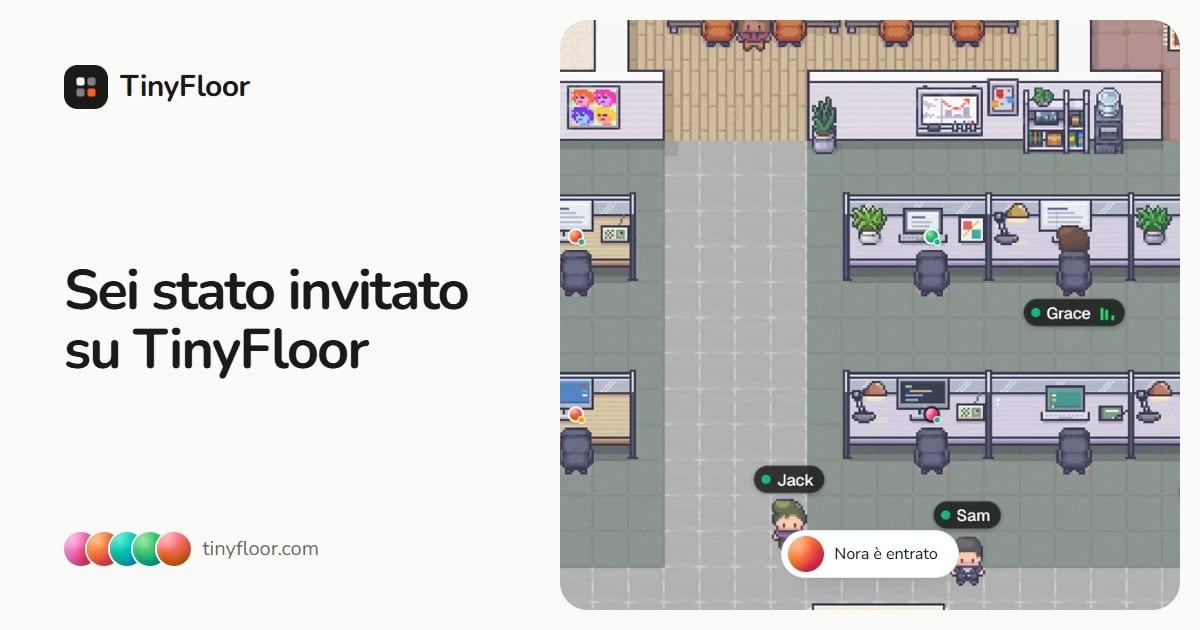 TinyFloor
Sei stato invitato
su TinyFloor
tinyfloor.com
Grace
Jack
Sam
Nora è entrato